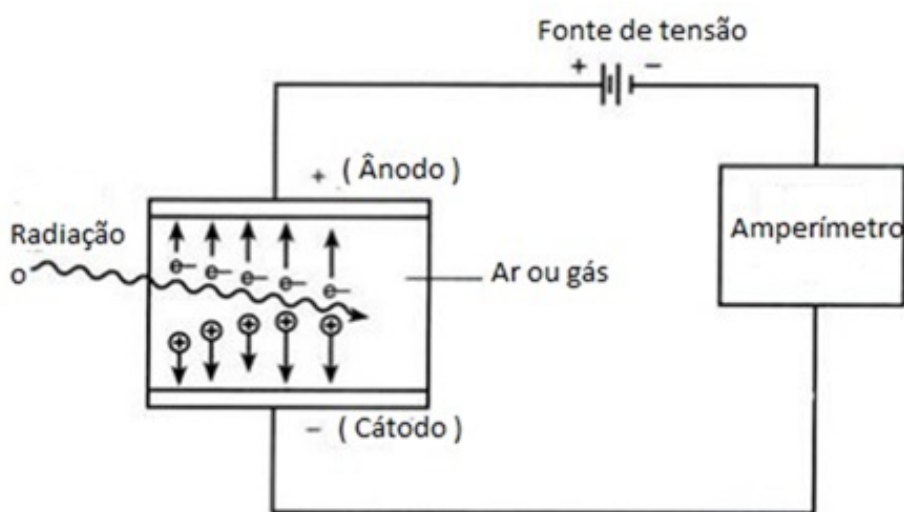 Fonte de tensão
+ −
+ ( Ânodo )
Radiação
Amperímetro
e− e− e− e− e−
Ar ou gás
+ + + + +
− ( Cátodo )